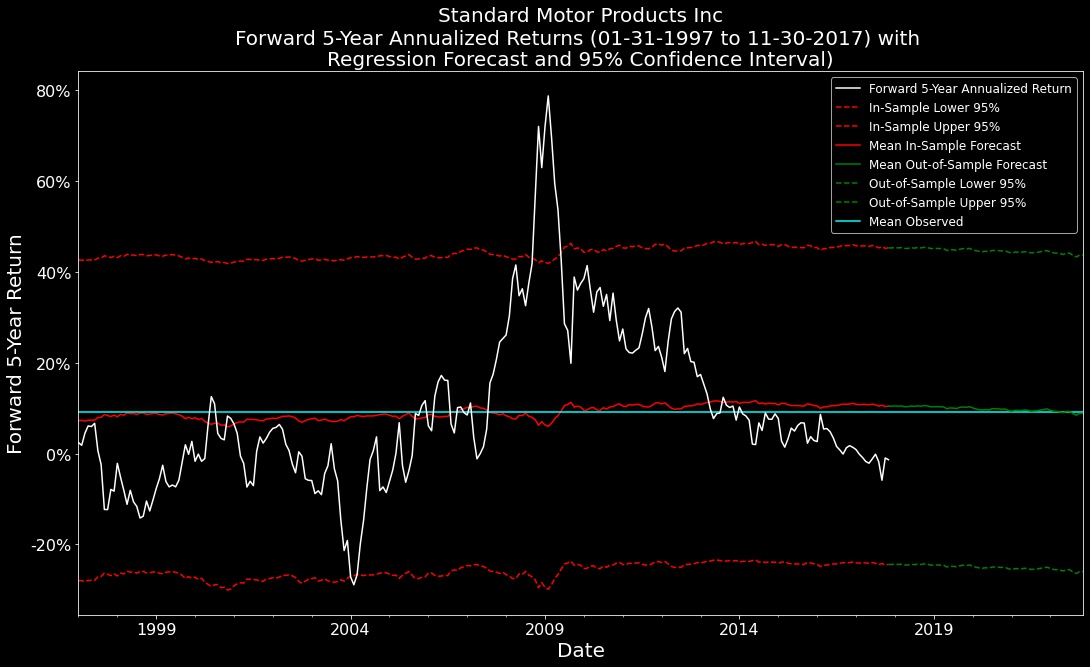 Standard Motor Products Inc
Forward 5-Year Annualized Returns (01-31-1997 to 11-30-2017) with
Regression Forecast and 95% Confidence Interval)
Forward 5-Year Annualized Return
In-Sample Lower 95%
In-Sample Upper 95%
Mean In-Sample Forecast
Mean Out-of-Sample Forecast
Out-of-Sample Lower 95%
Out-of-Sample Upper 95%
Mean Observed
Forward 5-Year Return
80%
60%
40%
20%
0%
-20%
1999
2004
2009
2014
2019
Date